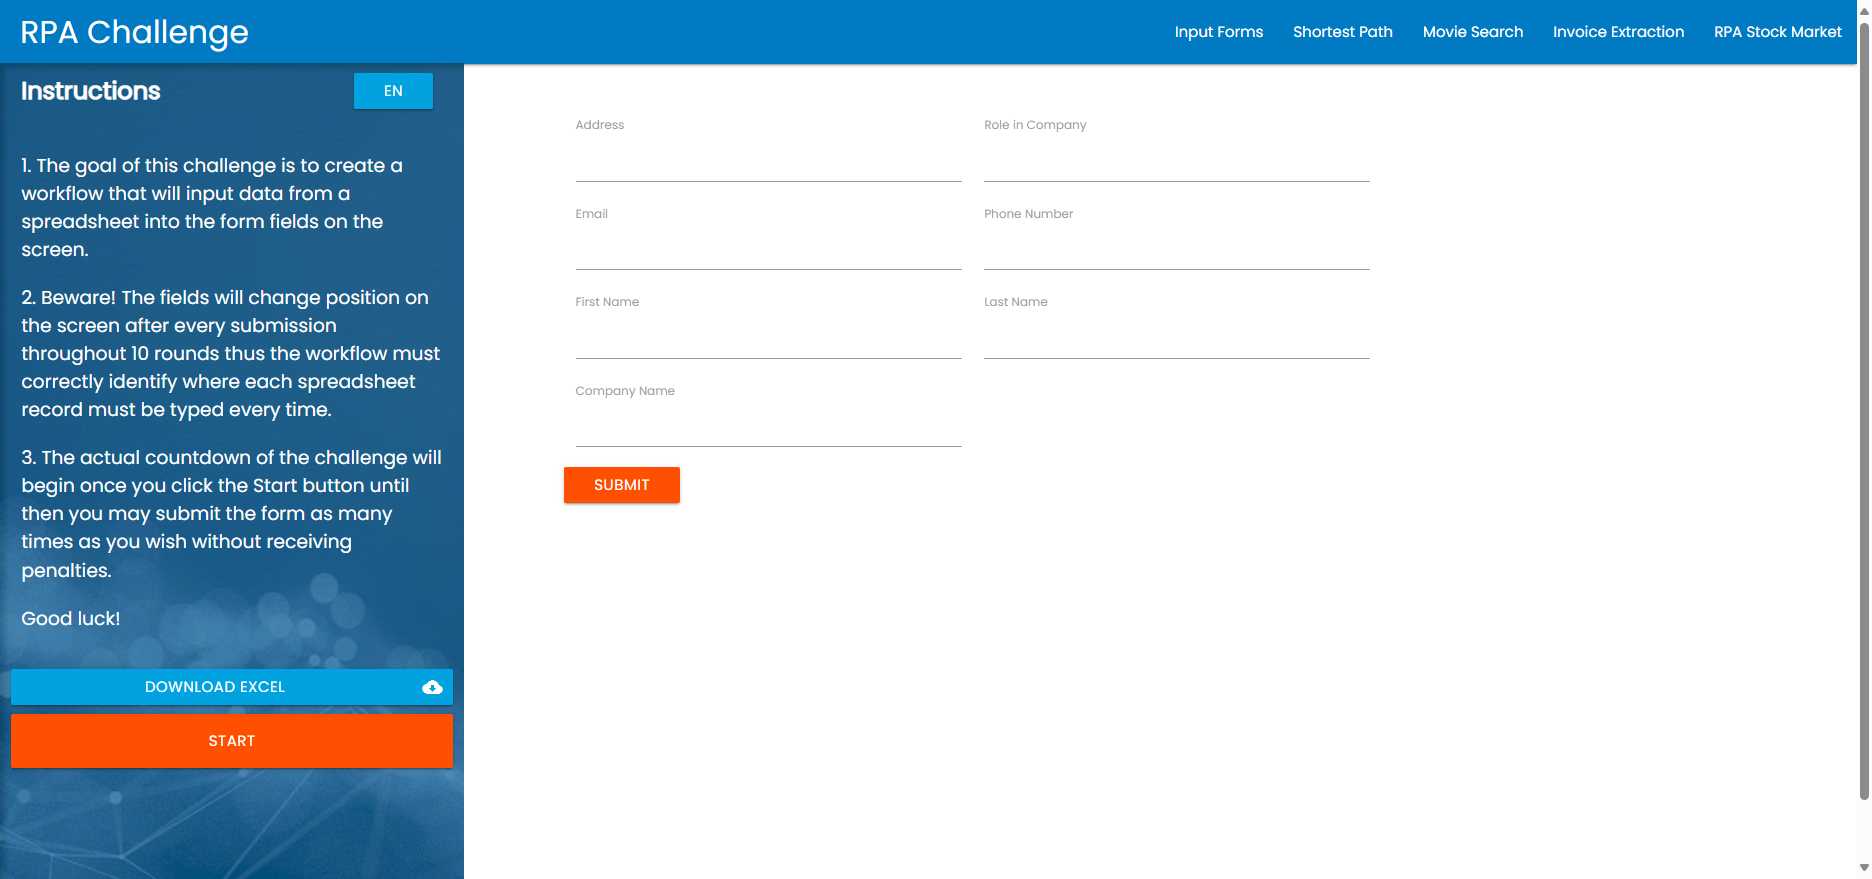 RPA Challenge
Input Forms
Shortest Path
Movie Search
Invoice Extraction
RPA Stock Market
Instructions
EN
1. The goal of this challenge is to create a
workflow that will input data from a
spreadsheet into the form fields on the
screen.
2. Beware! The fields will change position on
the screen after every submission
throughout 10 rounds thus the workflow must
correctly identify where each spreadsheet
record must be typed every time.
3. The actual countdown of the challenge will
begin once you click the Start button until
then you may submit the form as many
times as you wish without receiving
penalties.
Good luck!
DOWNLOAD EXCEL
START
Address
Role in Company
Email
Phone Number
First Name
Last Name
Company Name
SUBMIT